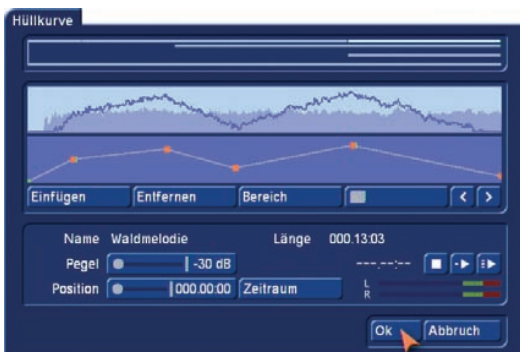 Hüllkurve
Einfügen Entfernen Bereich < >
Name Waldmelodie Länge 000.13:03
Pegel -30 dB ---.--:--
Position 000.00:00 Zeitraum
L
R
Ok Abbruch